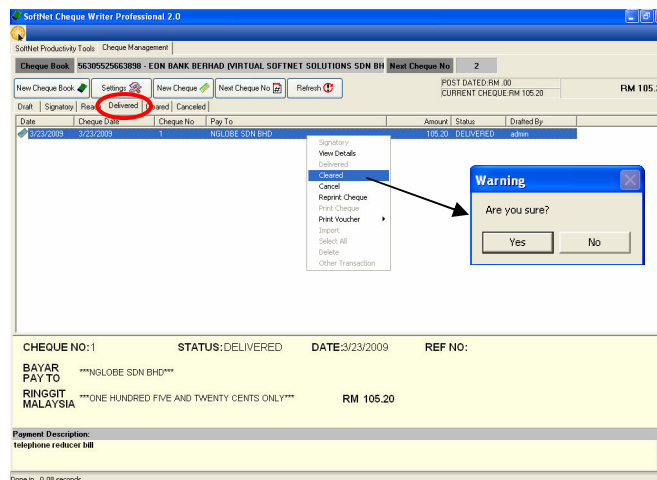 SoftNet Cheque Writer Professional 2.0
SoftNet Productivity Tools Cheque Management
Cheque Book 56305525663898 - EON BANK BERHAD (VIRTUAL SOFTNET SOLUTIONS SDN BH Next Cheque No 2
New Cheque Book Settings New Cheque Next Cheque No Refresh
POST DATED:RM .00
CURRENT CHEQUE:RM 105.20
RM 105.
Draft Signatory Ready Delivered Cleared Canceled
Date Cheque Date Cheque No Pay To Amount Status Drafted By
3/23/2009 3/23/2009 1 NGLOBE SDN BHD 105.20 DELIVERED admin
Signatory
View Details
Delivered
Cleared
Cancel
Reprint Cheque
Print Cheque
Print Voucher
Import
Select All
Delete
Other Transaction
Warning
Are you sure?
Yes No
CHEQUE NO:1 STATUS:DELIVERED DATE:3/23/2009 REF NO:
BAYAR
PAY TO ***NGLOBE SDN BHD***
RINGGIT
MALAYSIA ***ONE HUNDRED FIVE AND TWENTY CENTS ONLY*** RM 105.20
Payment Description:
telephone reducer bill
Done in 0.08 seconds